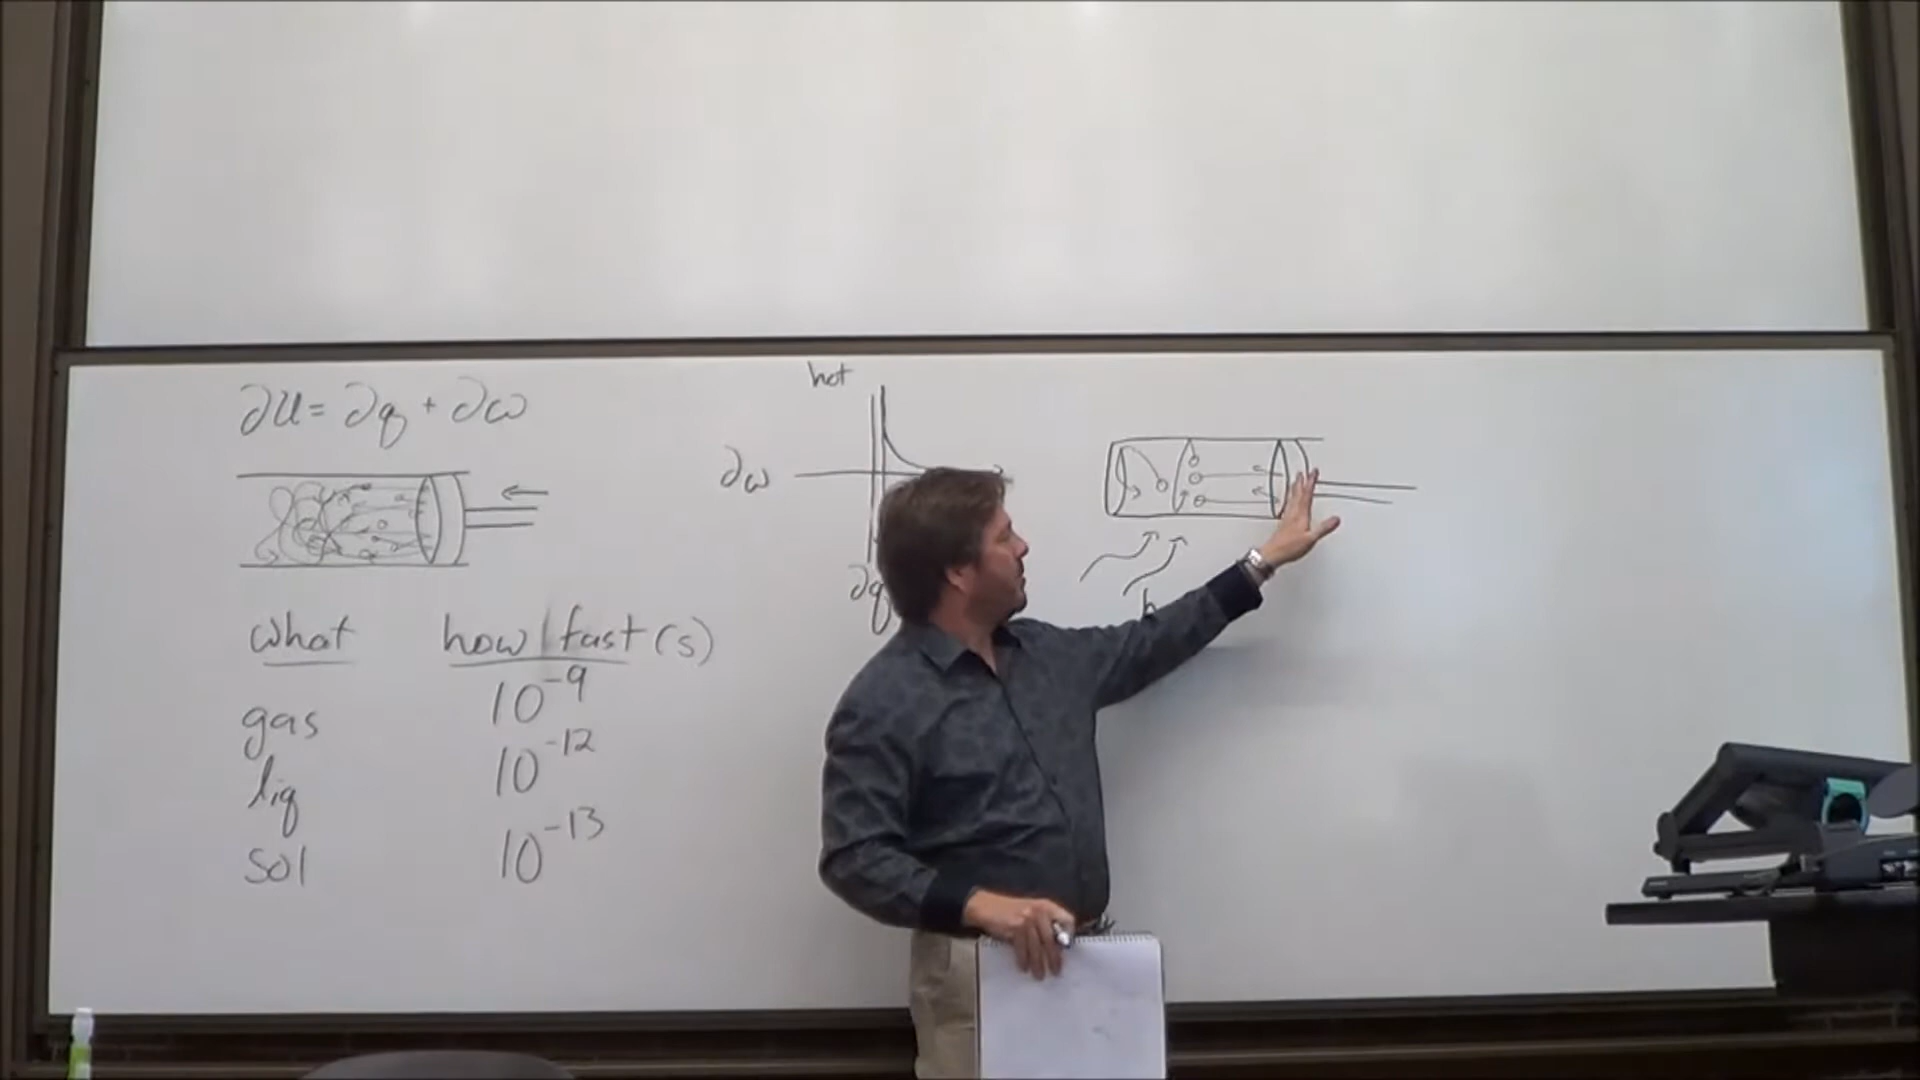 ∂U = ∂q + ∂w
what how fast (s)
gas 10⁻⁹
liq 10⁻¹²
sol 10⁻¹³
hot
∂w
∂q
h